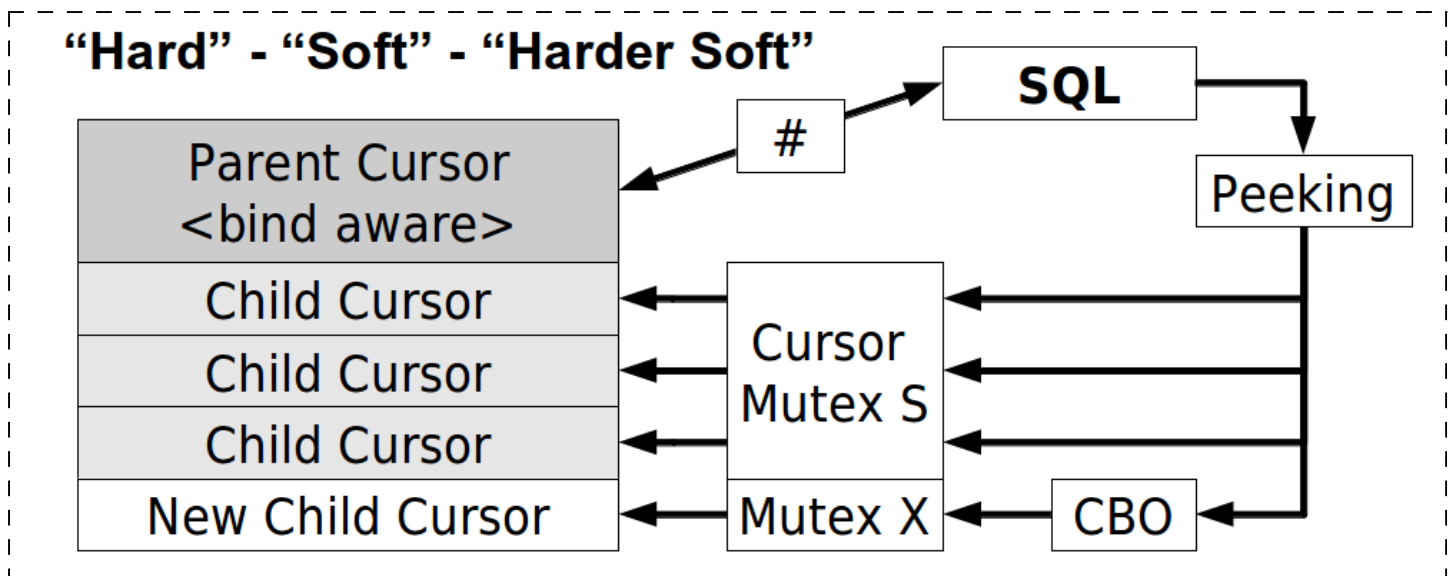 “Hard” - “Soft” - “Harder Soft”
SQL
#
Parent Cursor
<bind aware>
Peeking
Child Cursor
Child Cursor
Child Cursor
New Child Cursor
Cursor
Mutex S
Mutex X
CBO